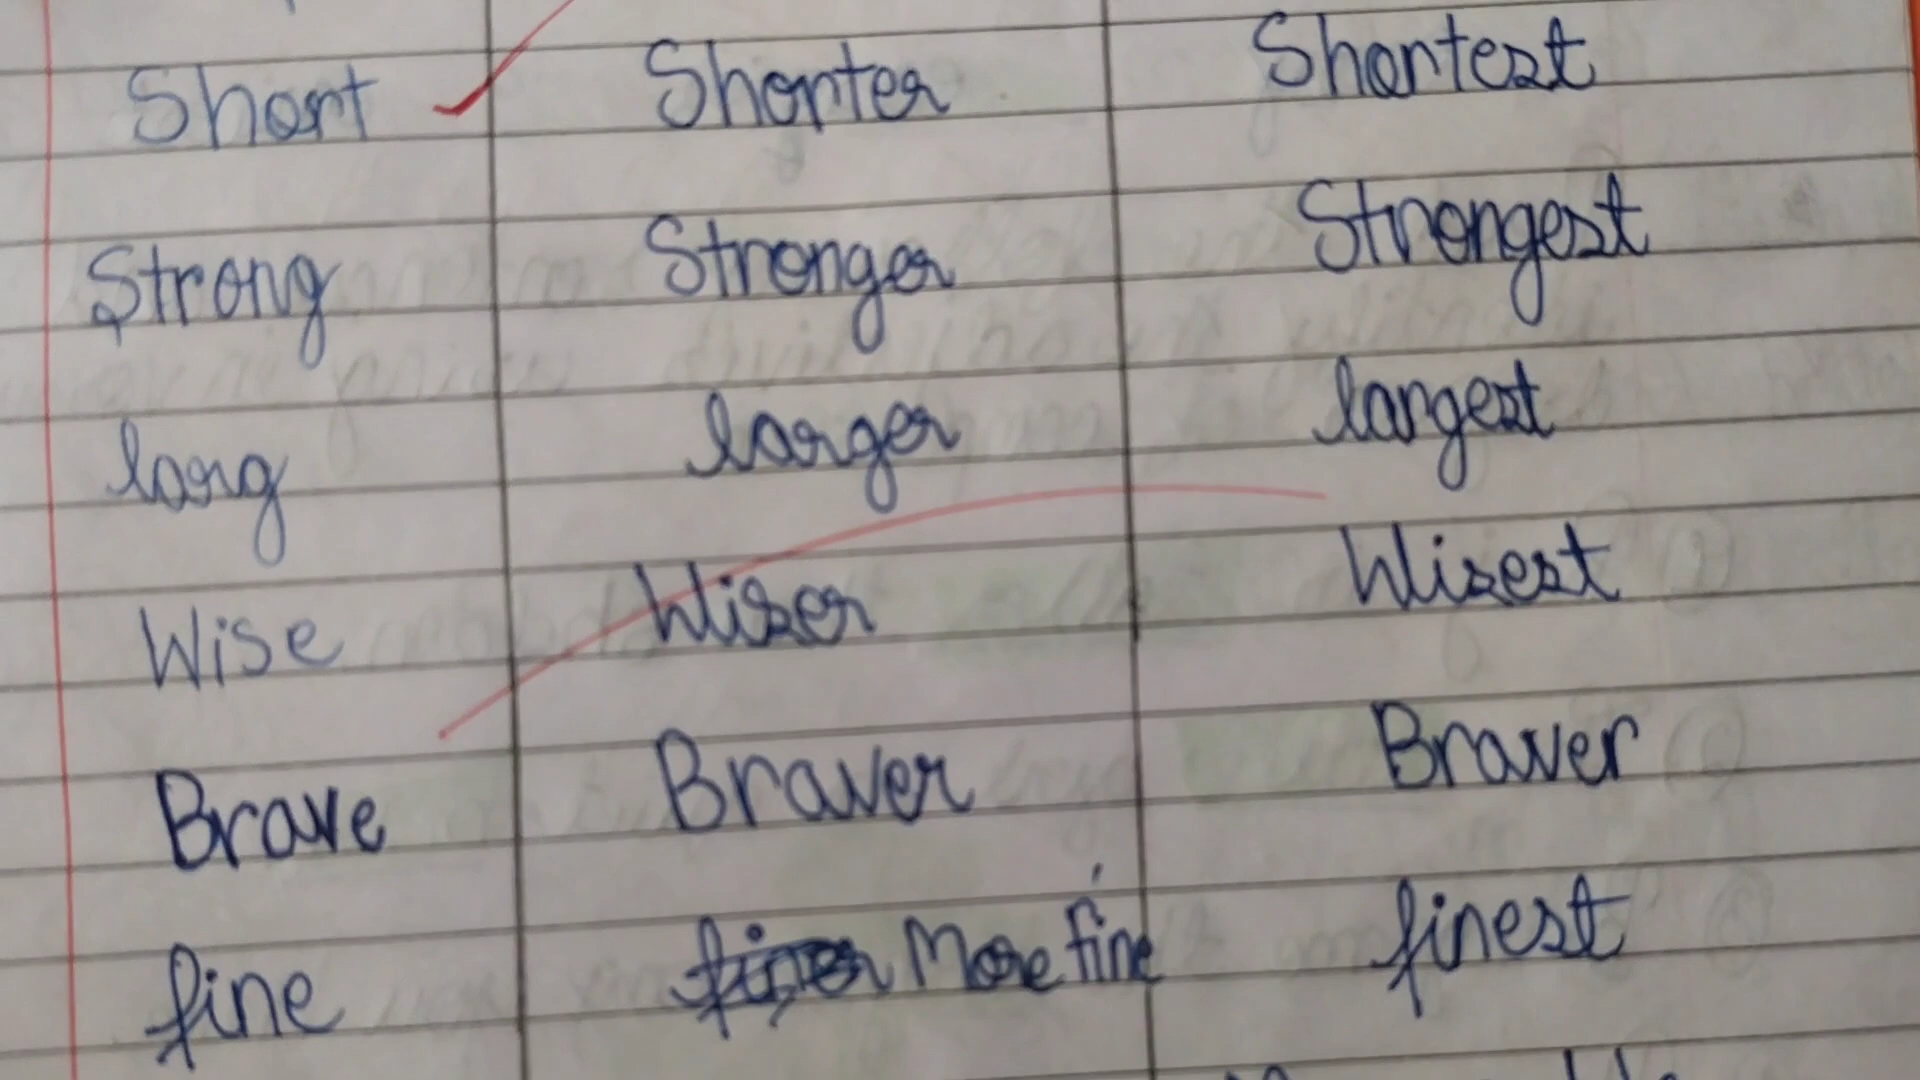 Short Shorter Shortest
Strong Stronger Strongest
long larger largest
Wise Wiser Wisest
Brave Braver Braver
fine finer More fine finest